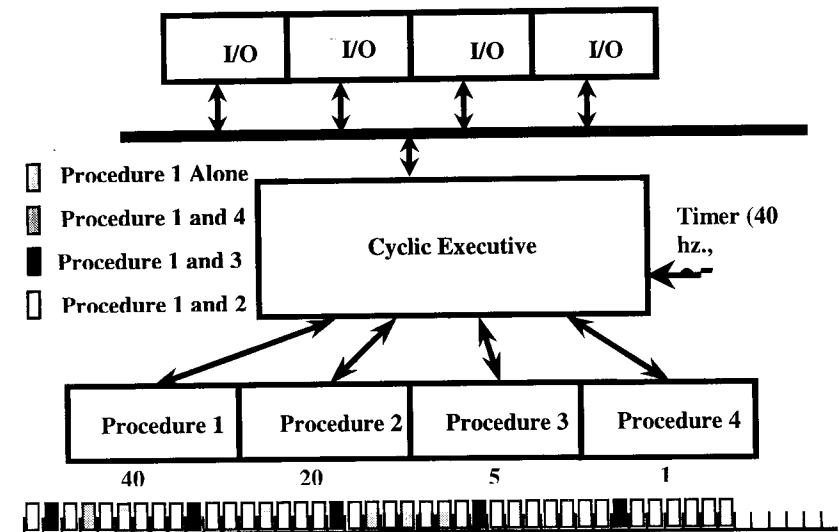 I/O I/O I/O I/O
Procedure 1 Alone
Procedure 1 and 4
Procedure 1 and 3
Procedure 1 and 2
Cyclic Executive
Timer (40
hz.,
Procedure 1 Procedure 2 Procedure 3 Procedure 4
40 20 5 1